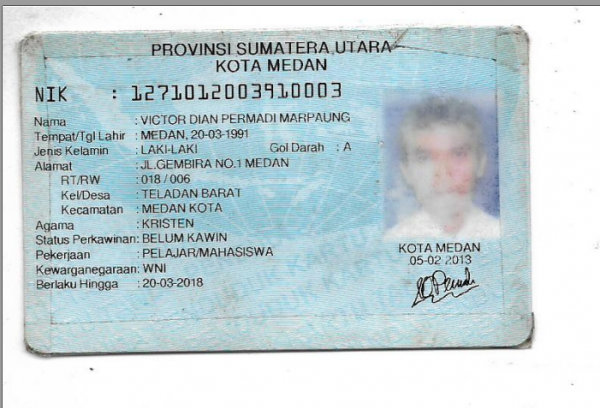 PROVINSI SUMATERA UTARA
KOTA MEDAN
NIK : 1271012003910003
Nama : VICTOR DIAN PERMADI MARPAUNG
Tempat/Tgl Lahir : MEDAN, 20-03-1991
Jenis Kelamin : LAKI-LAKI Gol Darah : A
Alamat : JL.GEMBIRA NO.1 MEDAN
RT/RW : 018 / 006
Kel/Desa : TELADAN BARAT
Kecamatan : MEDAN KOTA
Agama : KRISTEN
Status Perkawinan: BELUM KAWIN
Pekerjaan : PELAJAR/MAHASISWA
Kewarganegaraan: WNI
Berlaku Hingga : 20-03-2018
KOTA MEDAN
05-02-2013